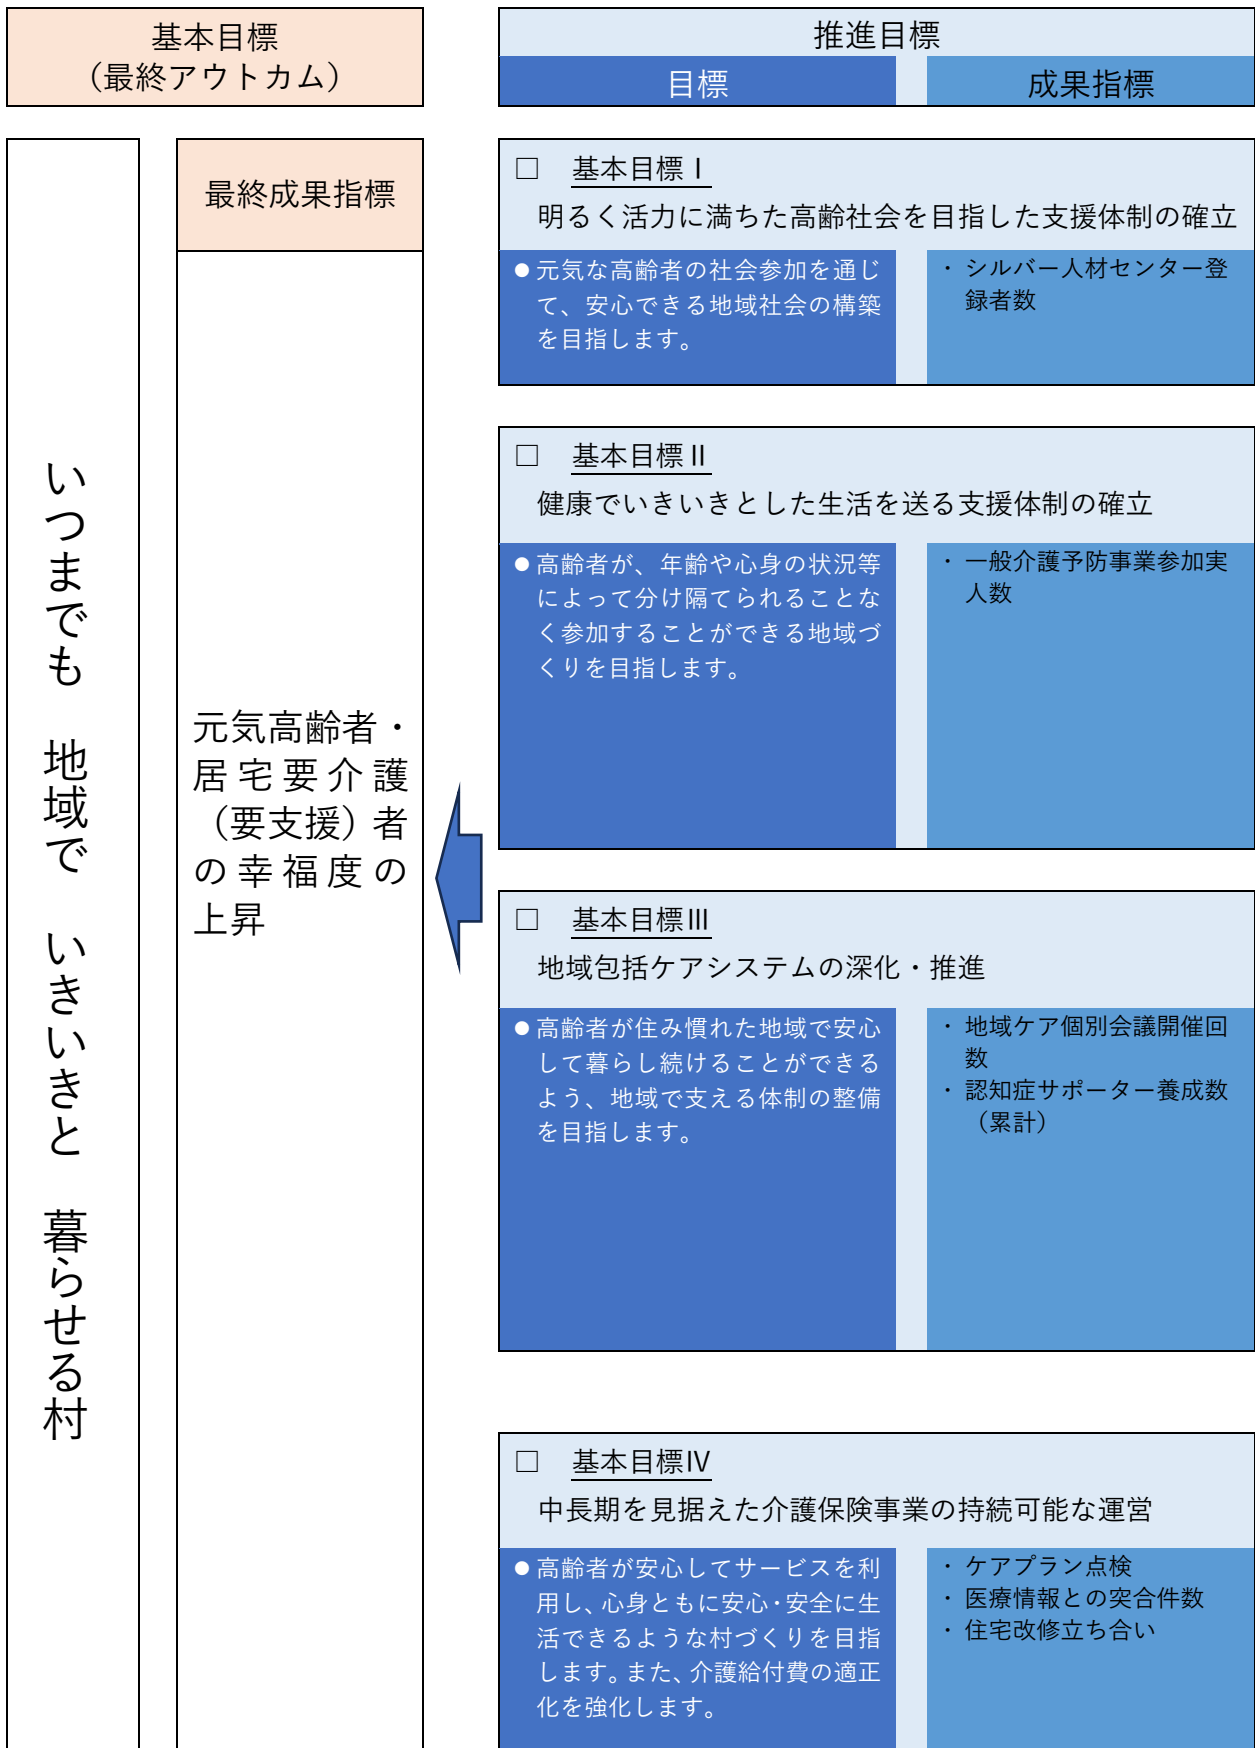 基本目標
（最終アウトカム）
推進目標
目標
成果指標
いつまでも　地域で　いきいきと　暮らせる村
最終成果指標
元気高齢者・
居宅要介護
（要支援）者
の幸福度の
上昇
□　基本目標Ⅰ
明るく活力に満ちた高齢社会を目指した支援体制の確立
●元気な高齢者の社会参加を通じ
て、安心できる地域社会の構築
を目指します。
・シルバー人材センター登
録者数
□　基本目標Ⅱ
健康でいきいきとした生活を送る支援体制の確立
●高齢者が、年齢や心身の状況等
によって分け隔てられることな
く参加することができる地域づ
くりを目指します。
・一般介護予防事業参加実
人数
□　基本目標Ⅲ
地域包括ケアシステムの深化・推進
●高齢者が住み慣れた地域で安心
して暮らし続けることができる
よう、地域で支える体制の整備
を目指します。
・地域ケア個別会議開催回
数
・認知症サポーター養成数
（累計）
□　基本目標Ⅳ
中長期を見据えた介護保険事業の持続可能な運営
●高齢者が安心してサービスを利
用し、心身ともに安心・安全に生
活できるような村づくりを目指
します。また、介護給付費の適正
化を強化します。
・ケアプラン点検
・医療情報との突合件数
・住宅改修立ち合い